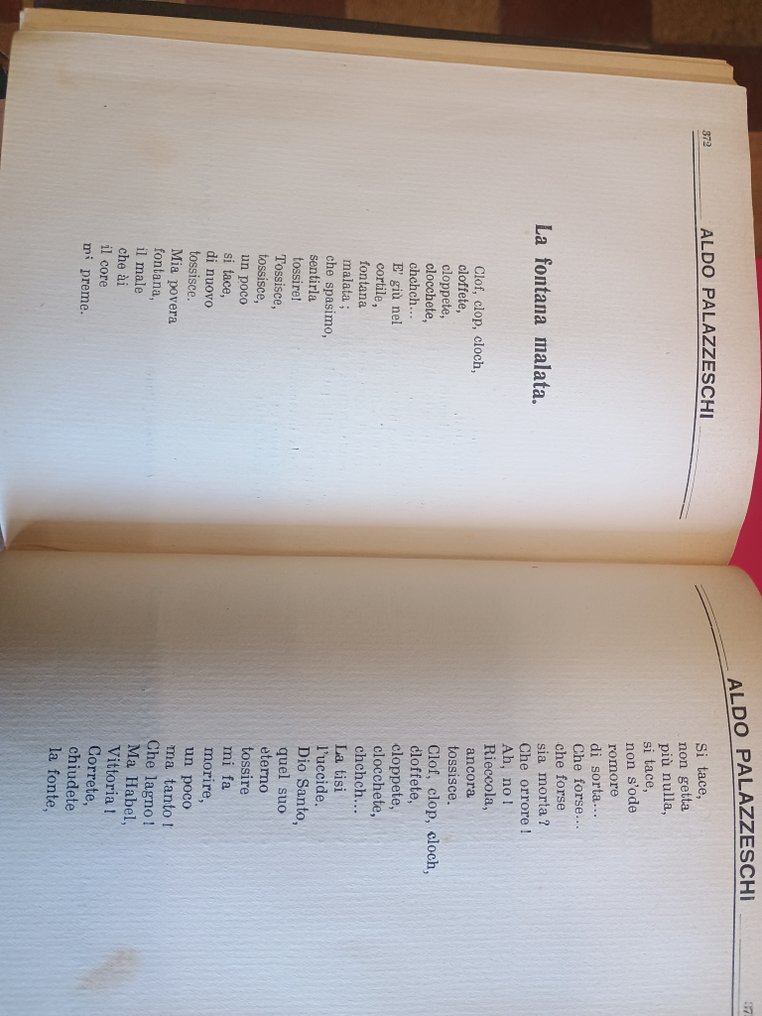 372
ALDO PALAZZESCHI
La fontana malata.
Clof, clop, cloch,
cloffete,
cloppete,
clocchete,
chchch...
E' giù nel
cortile,
fontana
malata ;
che spasimo,
sentirla
tossire!
Tossisce,
tossisce,
un poco
si tace,
di nuovo
tossisce.
Mia povera
fontana,
il male
che ài
il core
mi preme.
ALDO PALAZZESCHI
Si tace,
non getta
più nulla,
si tace,
non s'ode
romore
di sorta...
Che forse...
che forse
sia morta ?
Che orrore !
Ah, no !
Rieccola,
ancora
tossisce.
Clof, clop, cloch,
cloffete,
cloppete,
clocchete,
chchch...
La tisi
l'uccide.
Dio Santo,
quel suo
eterno
tossire
mi fa
morire,
un poco
ma tanto !
Che lagno !
Ma Habel,
Vittoria !
Correte,
chiudete
la fonte,